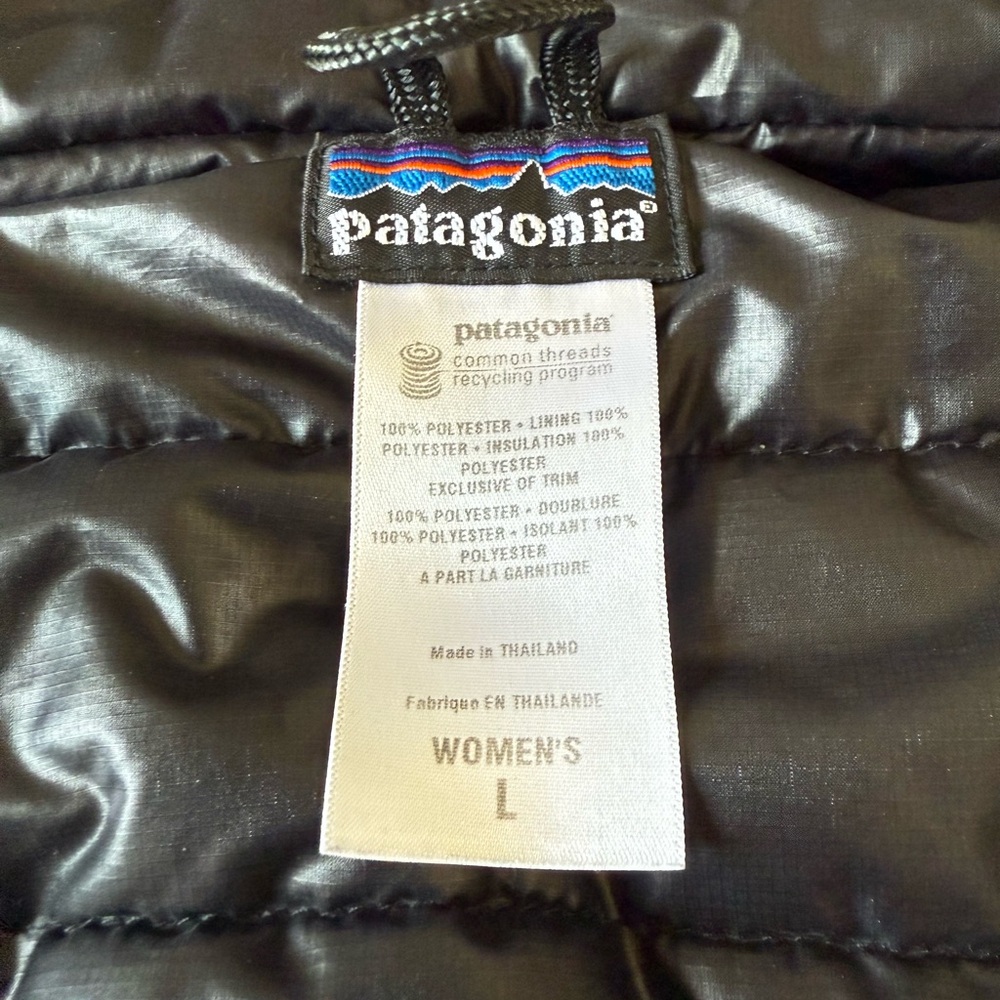 patagonia®
patagonia®
common threads
recycling program
100% POLYESTER • LINING 100%
POLYESTER • INSULATION 100%
POLYESTER
EXCLUSIVE OF TRIM
100% POLYESTER • DOUBLURE
100% POLYESTER • ISOLANT 100%
POLYESTER
A PART LA GARNITURE
Made in THAILAND
Fabrique EN THAILANDE
WOMEN'S
L